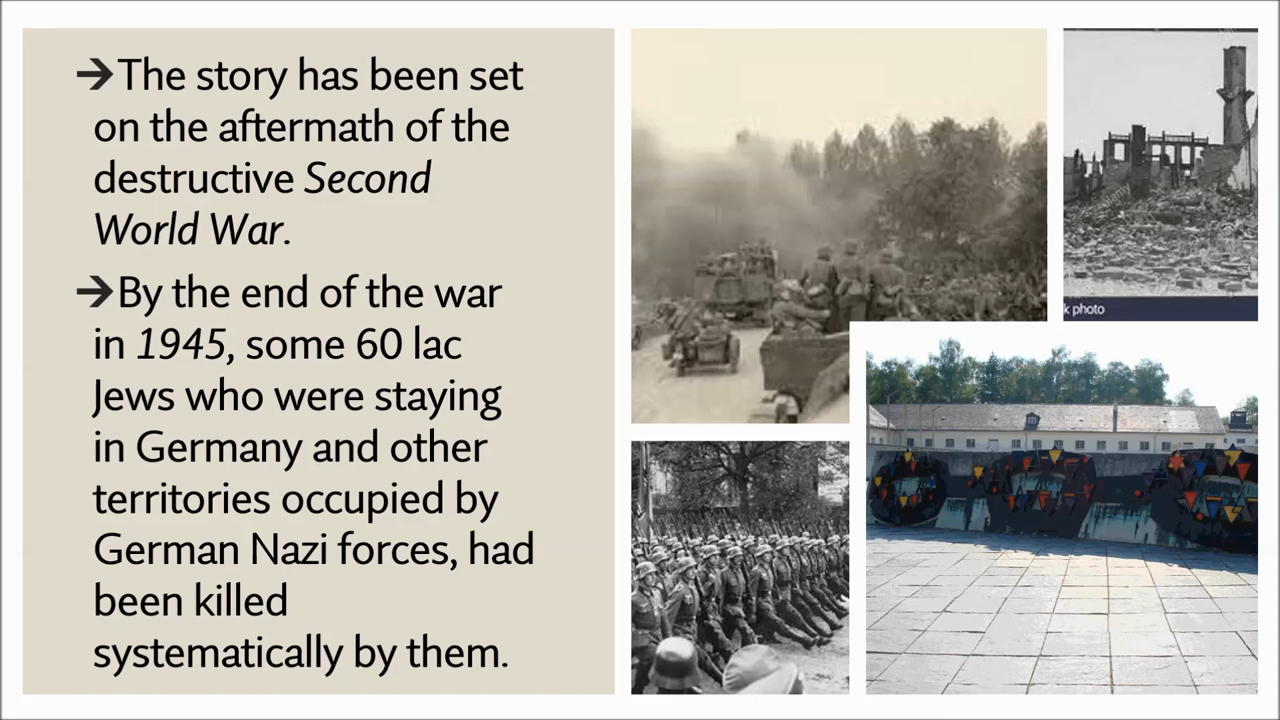 ➔The story has been set
on the aftermath of the
destructive Second
World War.
➔By the end of the war
in 1945, some 60 lac
Jews who were staying
in Germany and other
territories occupied by
German Nazi forces, had
been killed
systematically by them.
k photo